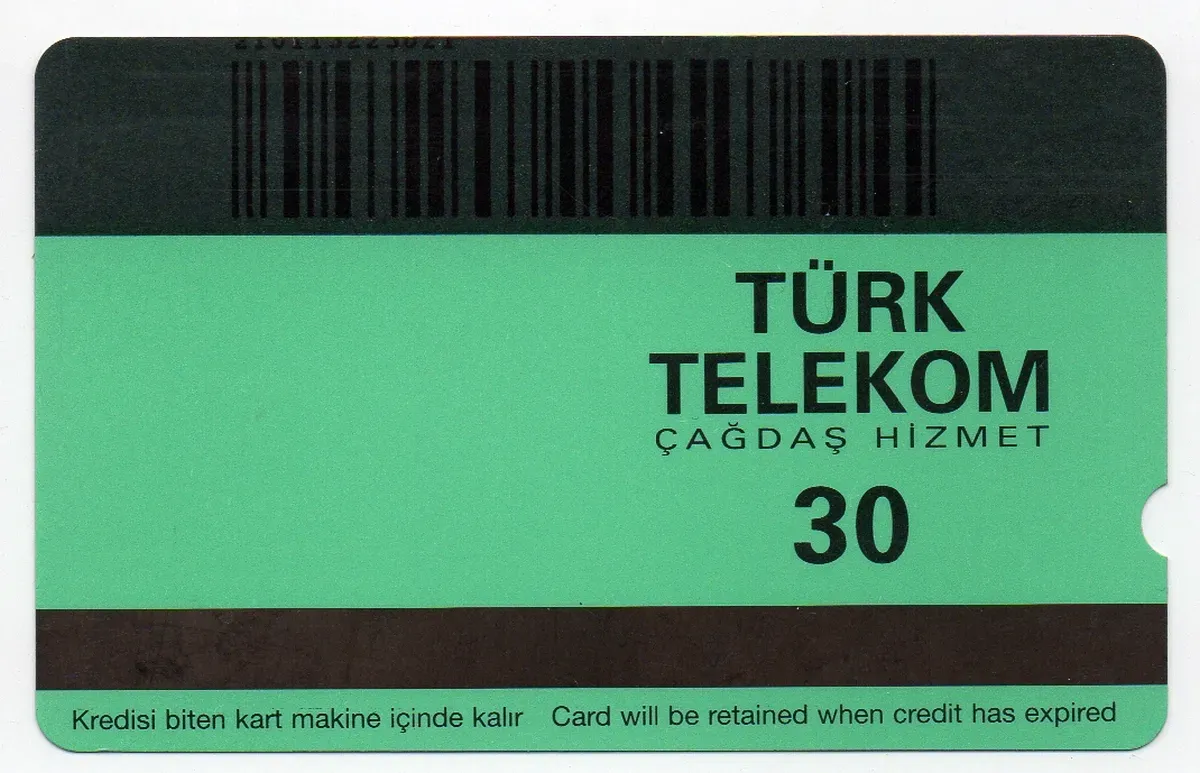 TÜRK
TELEKOM
ÇAĞDAŞ HİZMET
30
Kredisi biten kart makine içinde kalır Card will be retained when credit has expired